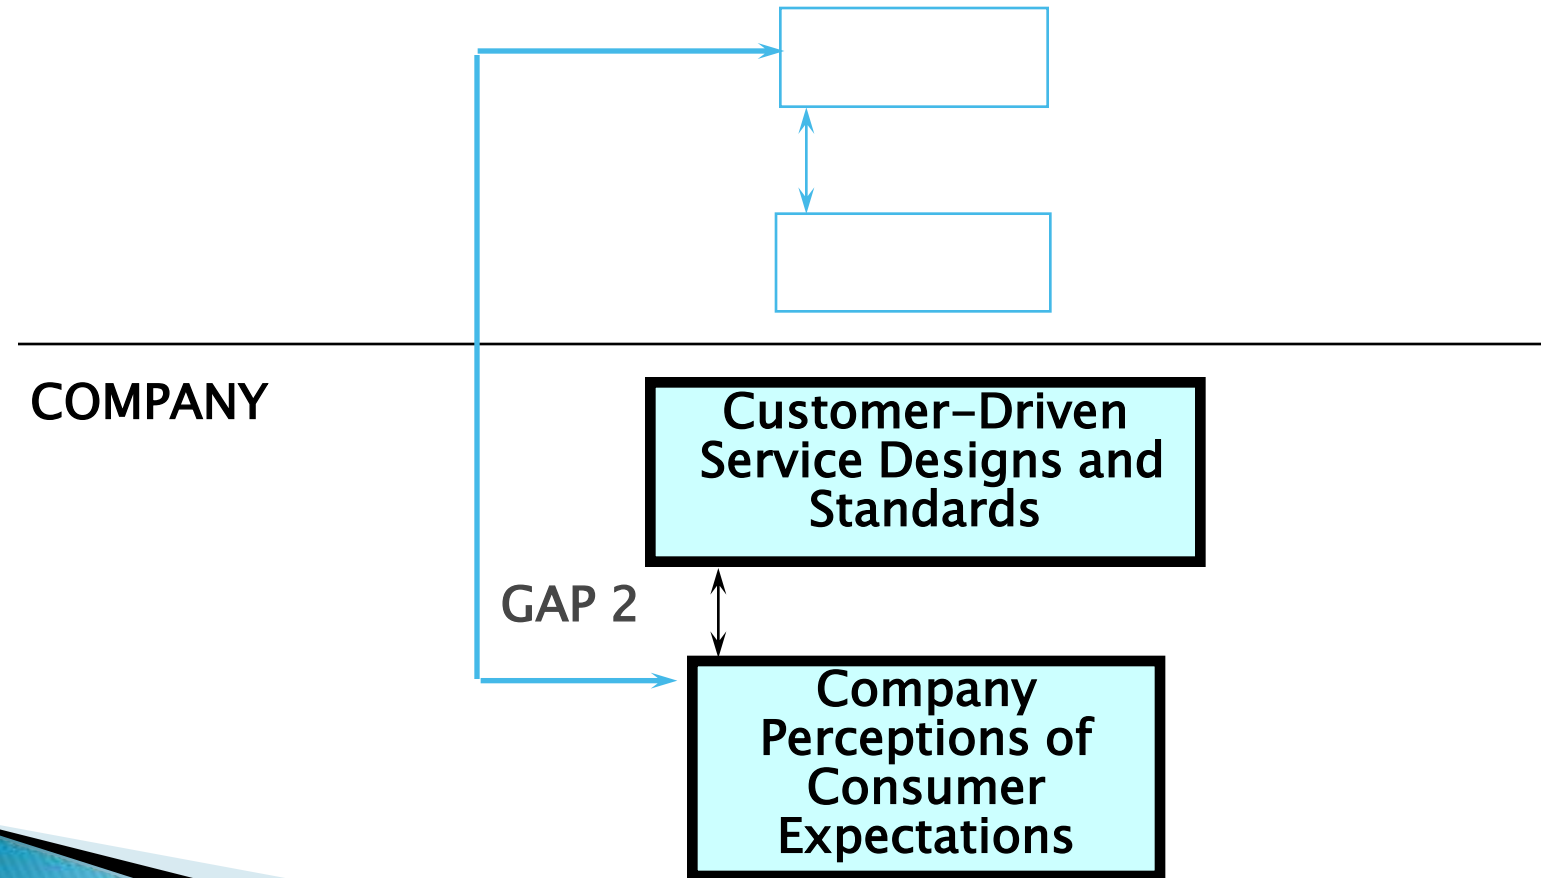 COMPANY
Customer-Driven
Service Designs and
Standards
GAP 2
Company
Perceptions of
Consumer
Expectations